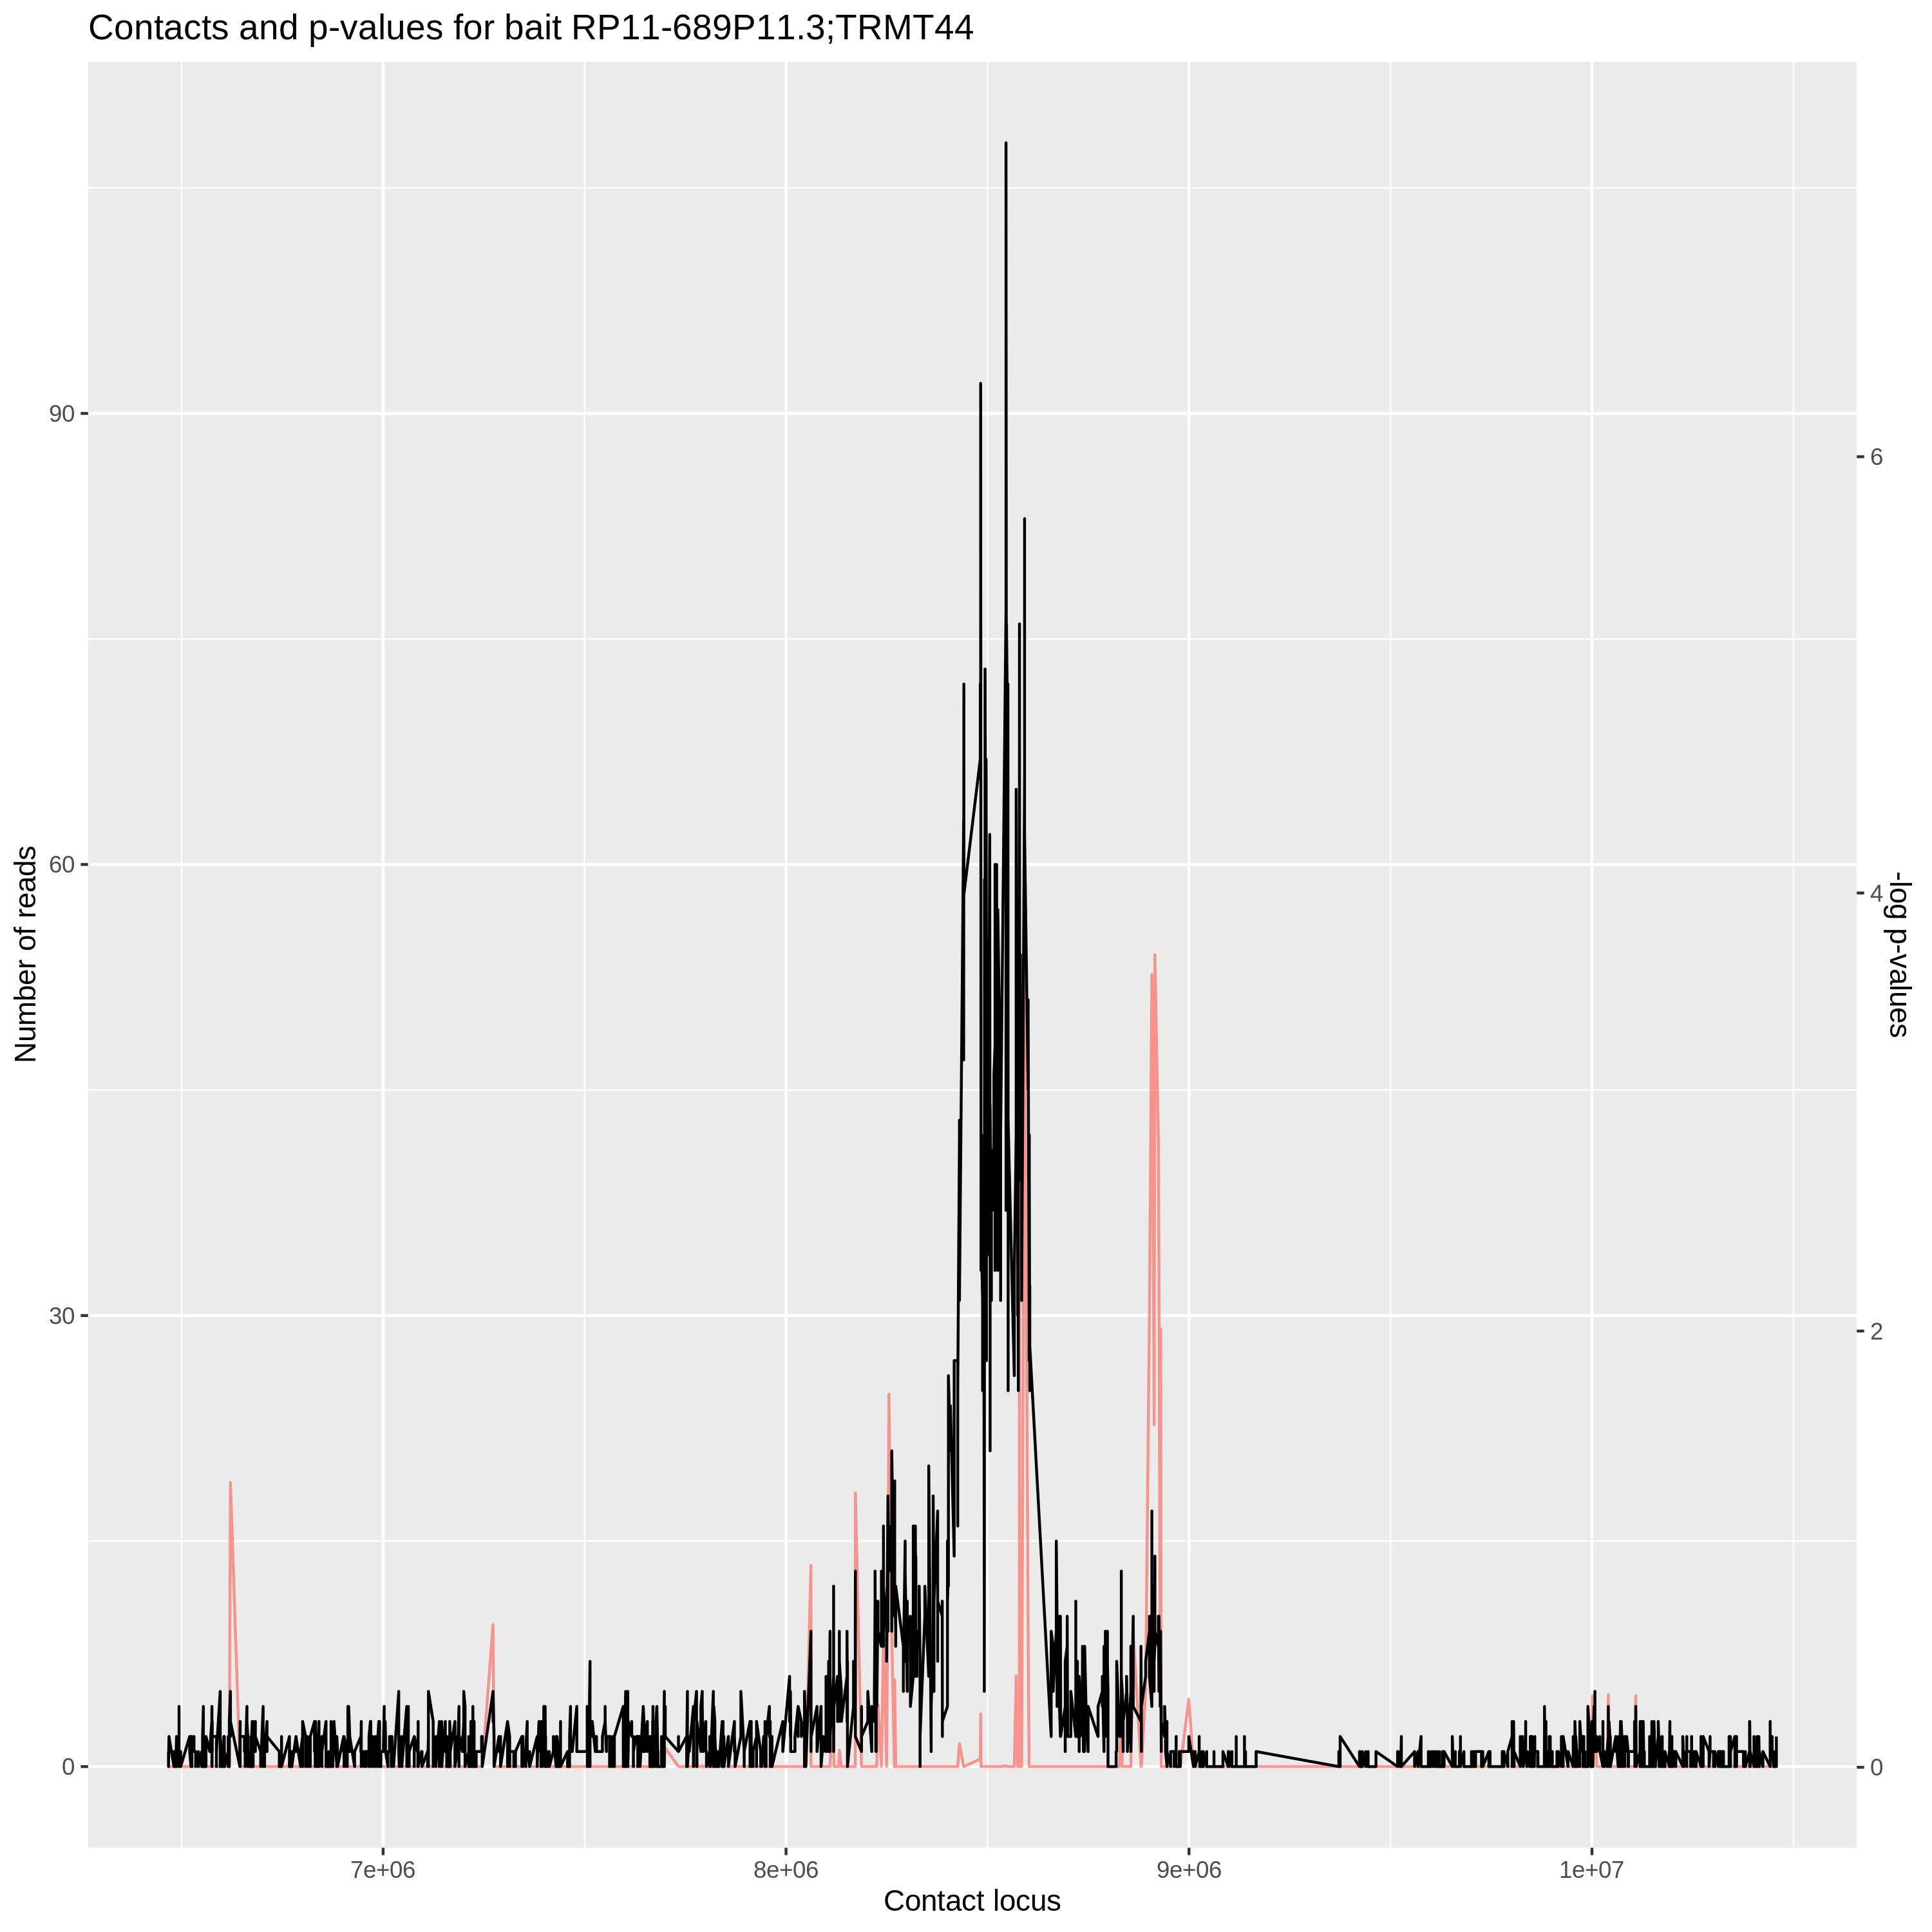 Contacts and p-values for bait RP11-689P11.3;TRMT44
Number of reads
90
60
30
0
6
4
2
0
-log p-values
7e+06
8e+06
9e+06
1e+07
Contact locus